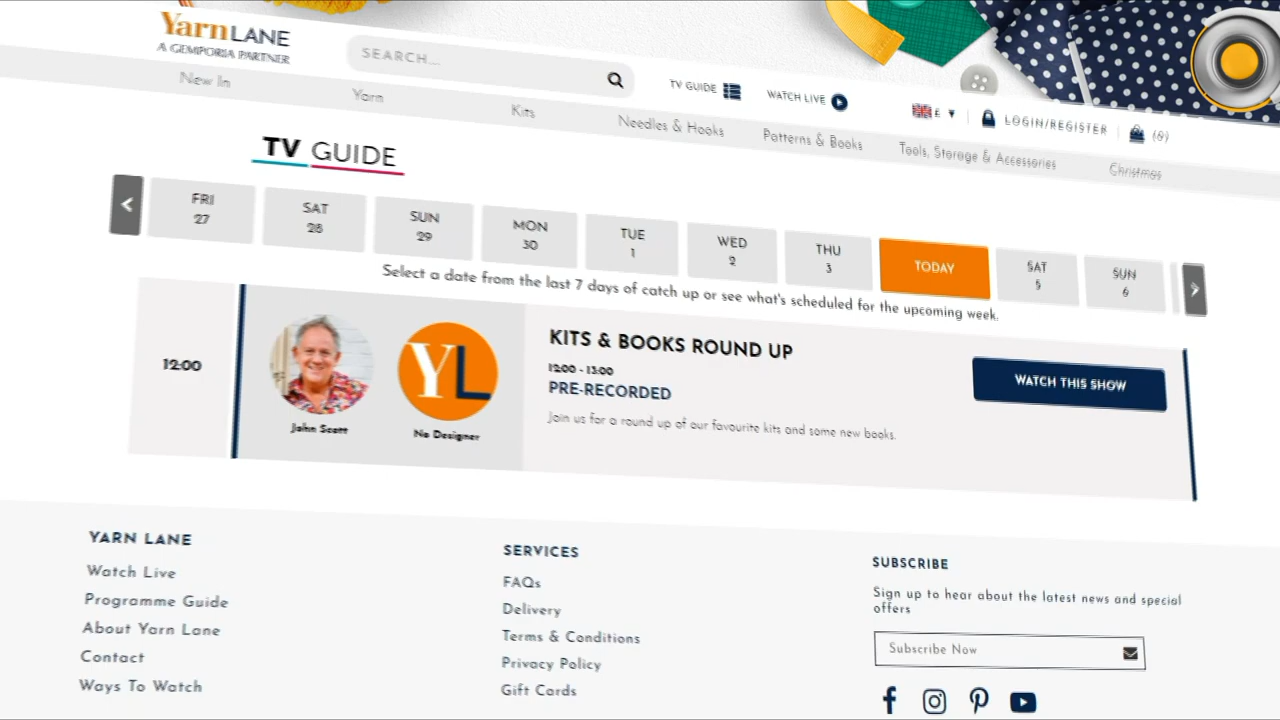 YarnLANE
A GEMPORIA PARTNER
SEARCH...
TV GUIDE
WATCH LIVE
£
LOGIN/REGISTER
(0)
New In
Yarn
Kits
Needles & Hooks
Patterns & Books
Tools, Storage & Accessories
Christmas
TV GUIDE
FRI
27
SAT
28
SUN
29
MON
30
TUE
1
WED
2
THU
3
TODAY
SAT
5
SUN
6
Select a date from the last 7 days of catch up or see what's scheduled for the upcoming week.
12:00
YL
John Scott
No Designer
KITS & BOOKS ROUND UP
12:00 - 13:00
PRE-RECORDED
Join us for a round up of our favourite kits and some new books.
WATCH THIS SHOW
YARN LANE
Watch Live
Programme Guide
About Yarn Lane
Contact
Ways To Watch
SERVICES
FAQs
Delivery
Terms & Conditions
Privacy Policy
Gift Cards
SUBSCRIBE
Sign up to hear about the latest news and special
offers
Subscribe Now